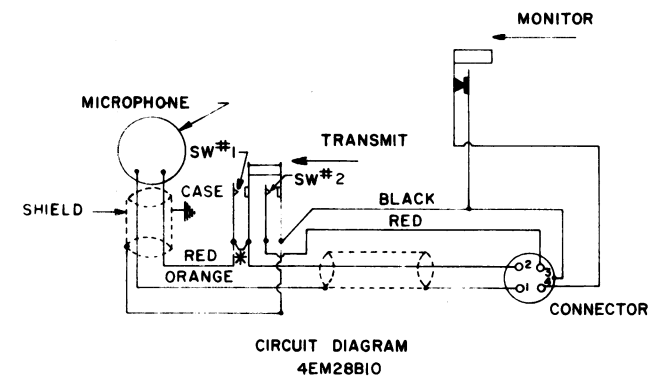 MONITOR
MICROPHONE
SW#1
TRANSMIT
SW#2
CASE
SHIELD
BLACK
RED
RED
ORANGE
*
2
3
1
4
CONNECTOR
CIRCUIT DIAGRAM
4EM28B10